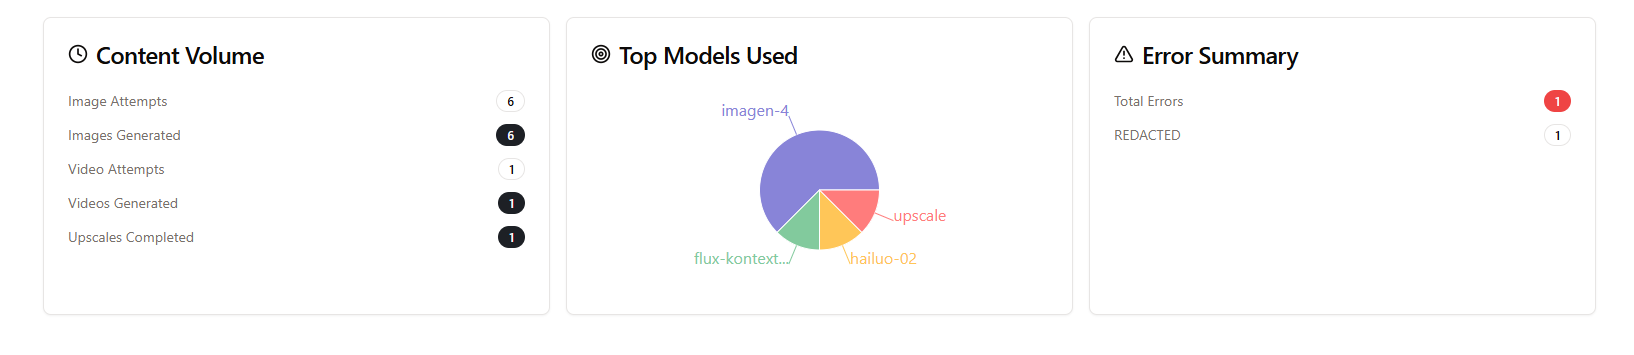 Content Volume
Image Attempts 6
Images Generated 6
Video Attempts 1
Videos Generated 1
Upscales Completed 1
Top Models Used
imagen-4
upscale
flux-kontext...
hailuo-02
Error Summary
Total Errors 1
REDACTED 1